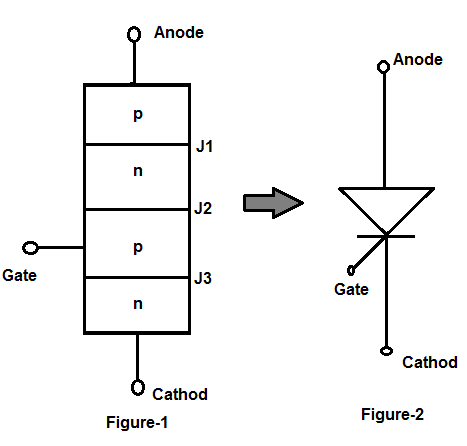 Anode
p
J1
n
J2
p
Gate
J3
n
Cathod
Figure-1
Anode
Gate
Cathod
Figure-2